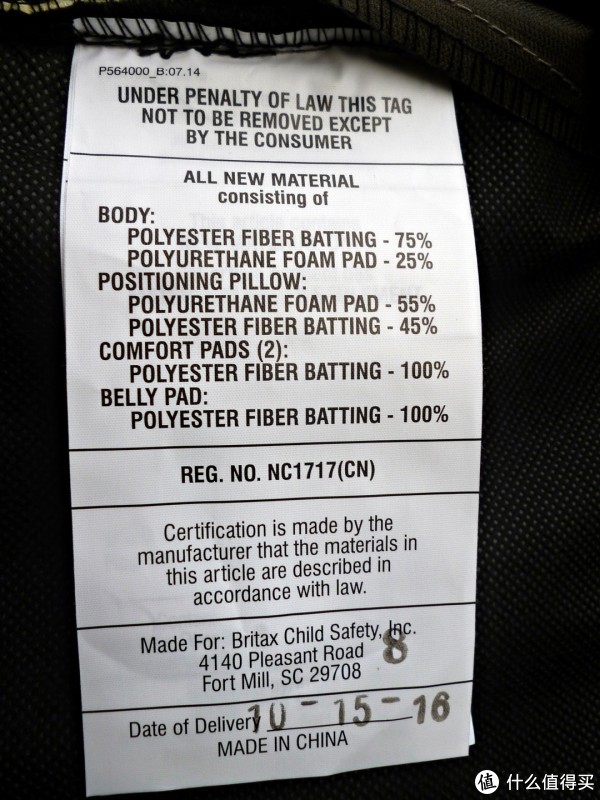 P564000_B:07.14
UNDER PENALTY OF LAW THIS TAG
NOT TO BE REMOVED EXCEPT
BY THE CONSUMER
ALL NEW MATERIAL
consisting of
BODY:
POLYESTER FIBER BATTING - 75%
POLYURETHANE FOAM PAD - 25%
POSITIONING PILLOW:
POLYURETHANE FOAM PAD - 55%
POLYESTER FIBER BATTING - 45%
COMFORT PADS (2):
POLYESTER FIBER BATTING - 100%
BELLY PAD:
POLYESTER FIBER BATTING - 100%
REG. NO. NC1717(CN)
Certification is made by the
manufacturer that the materials in
this article are described in
accordance with law.
Made For: Britax Child Safety, Inc.
4140 Pleasant Road 8
Fort Mill, SC 29708
Date of Delivery 10-15-16
MADE IN CHINA
值 什么值得买